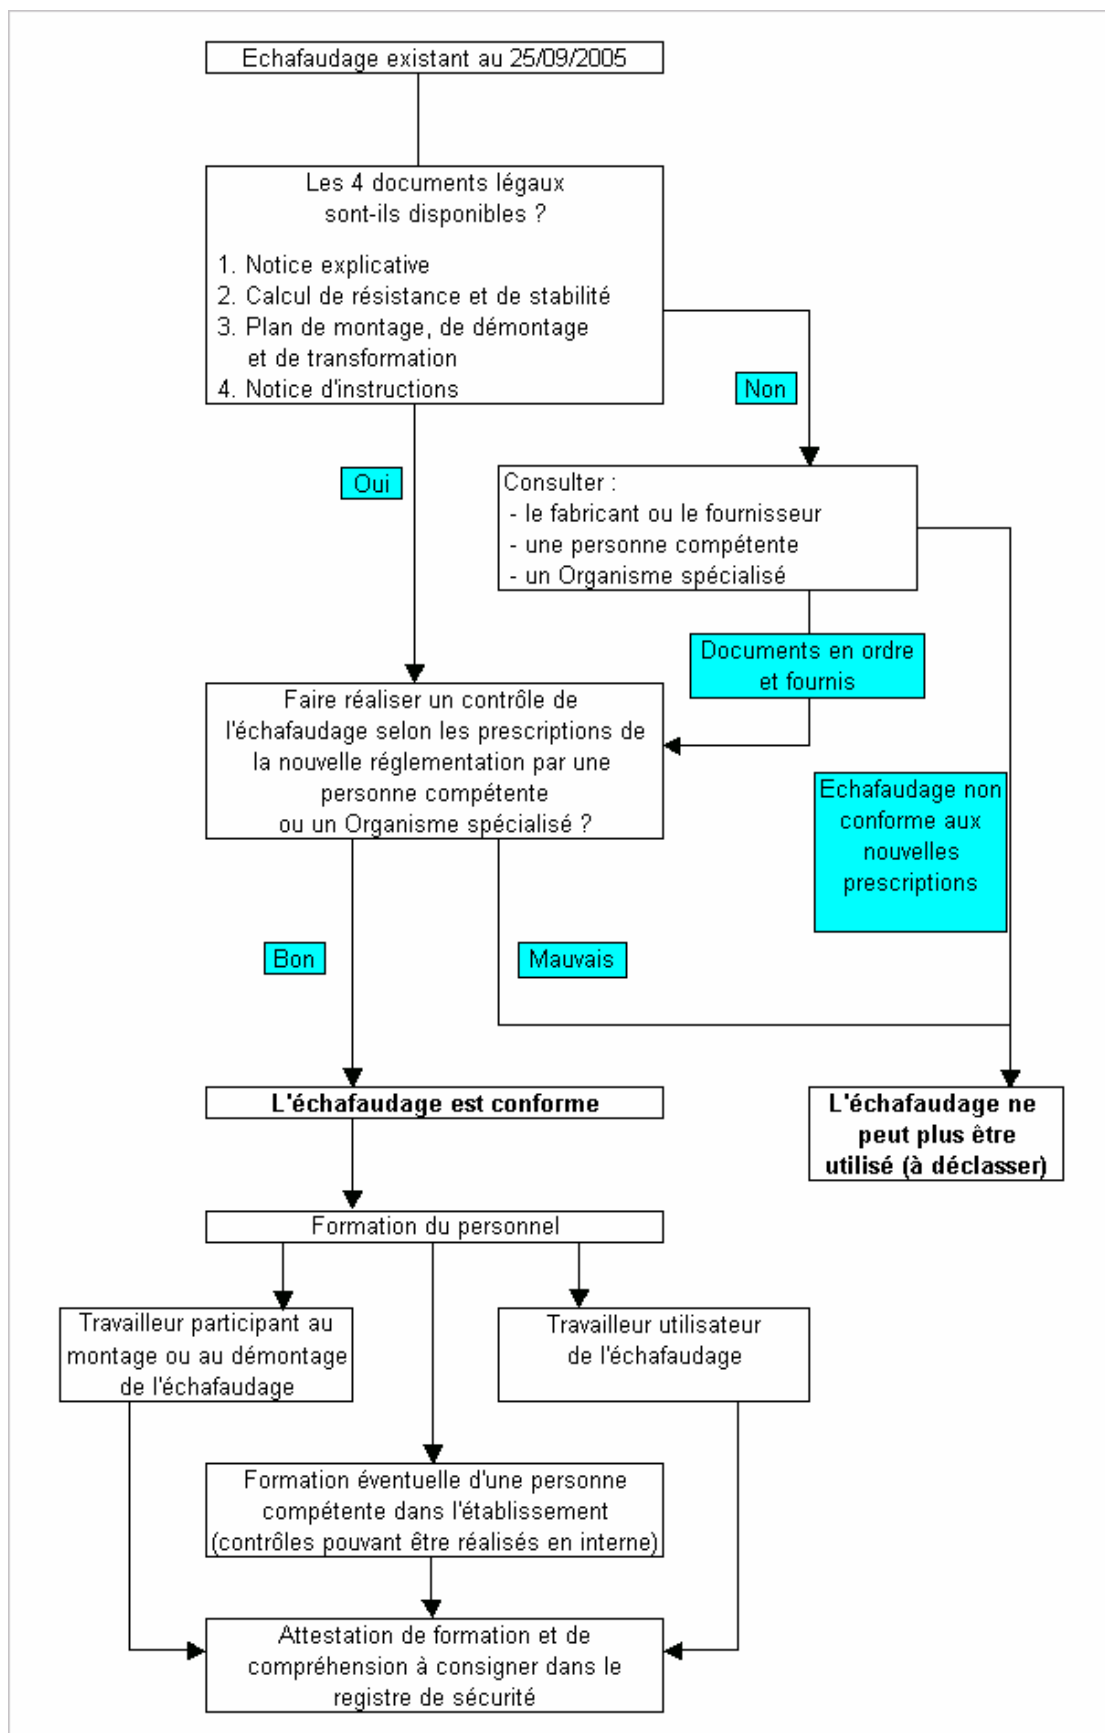 Echafaudage existant au 25/09/2005
Les 4 documents légaux
sont-ils disponibles ?
1. Notice explicative
2. Calcul de résistance et de stabilité
3. Plan de montage, de démontage
et de transformation
4. Notice d'instructions
Non
Oui
Consulter :
- le fabricant ou le fournisseur
- une personne compétente
- un Organisme spécialisé
Documents en ordre
et fournis
Faire réaliser un contrôle de
l'échafaudage selon les prescriptions de
la nouvelle réglementation par une
personne compétente
ou un Organisme spécialisé ?
Echafaudage non
conforme aux
nouvelles
prescriptions
Bon
Mauvais
L'échafaudage est conforme
L'échafaudage ne
peut plus être
utilisé (à déclasser)
Formation du personnel
Travailleur participant au
montage ou au démontage
de l'échafaudage
Travailleur utilisateur
de l'échafaudage
Formation éventuelle d'une personne
compétente dans l'établissement
(contrôles pouvant être réalisés en interne)
Attestation de formation et de
compréhension à consigner dans le
registre de sécurité